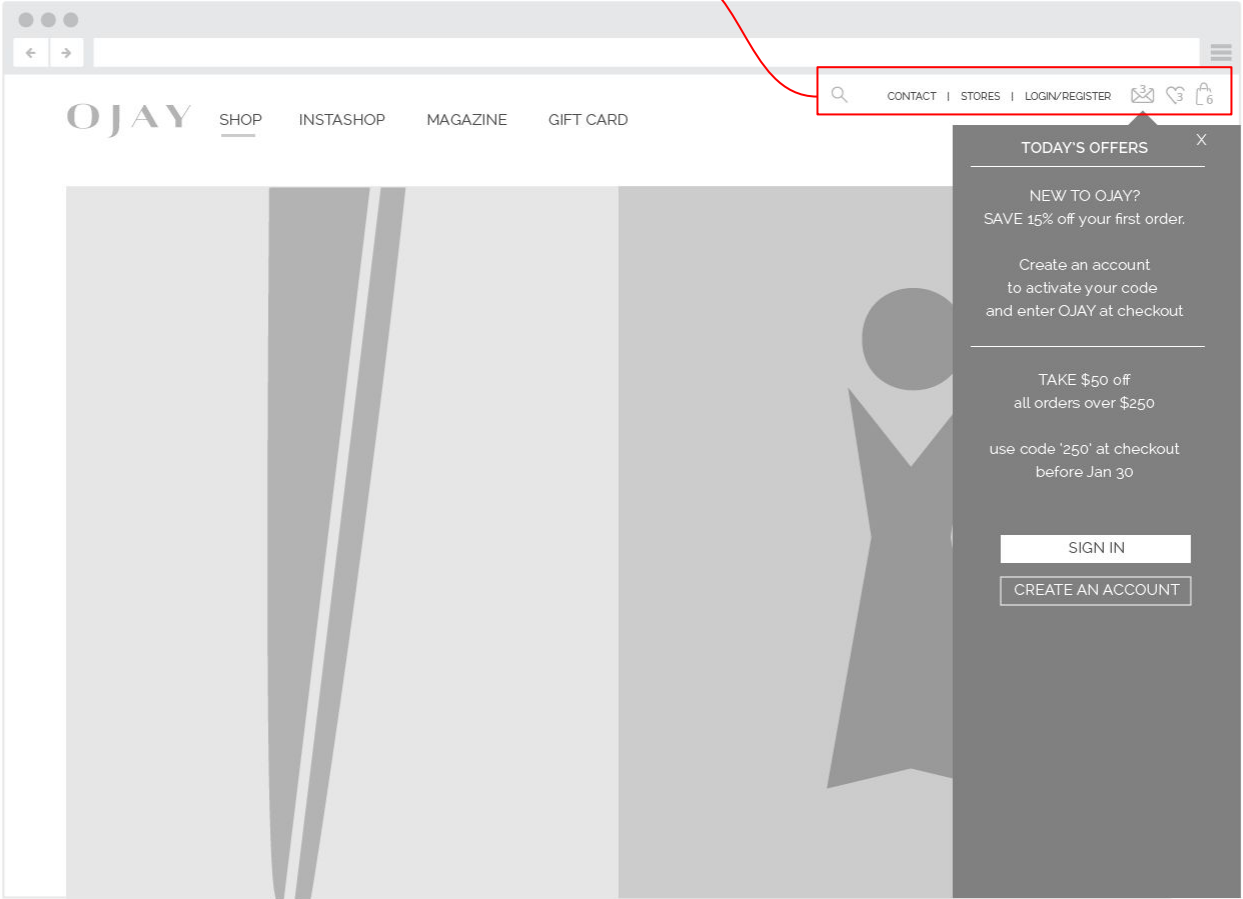 CONTACT | STORES | LOGIN/REGISTER 3 3 6
OJAY SHOP INSTASHOP MAGAZINE GIFT CARD
TODAY'S OFFERS X
NEW TO OJAY?
SAVE 15% off your first order.
Create an account
to activate your code
and enter OJAY at checkout
TAKE $50 off
all orders over $250
use code '250' at checkout
before Jan 30
SIGN IN
CREATE AN ACCOUNT